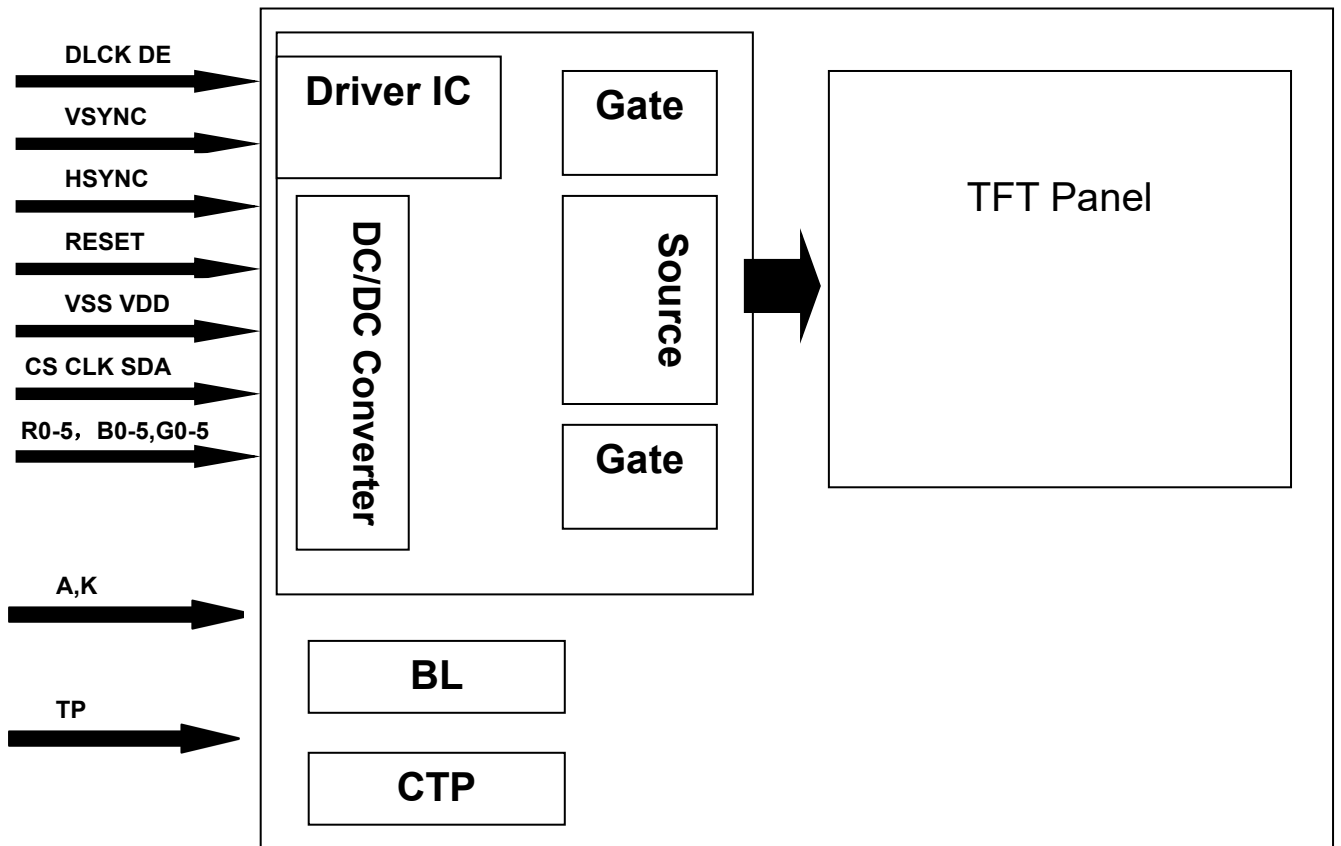 DLCK DE
VSYNC
HSYNC
RESET
VSS VDD
CS CLK SDA
R0-5，B0-5,G0-5
A,K
TP
Driver IC
DC/DC Converter
Gate
Source
Gate
BL
CTP
TFT Panel